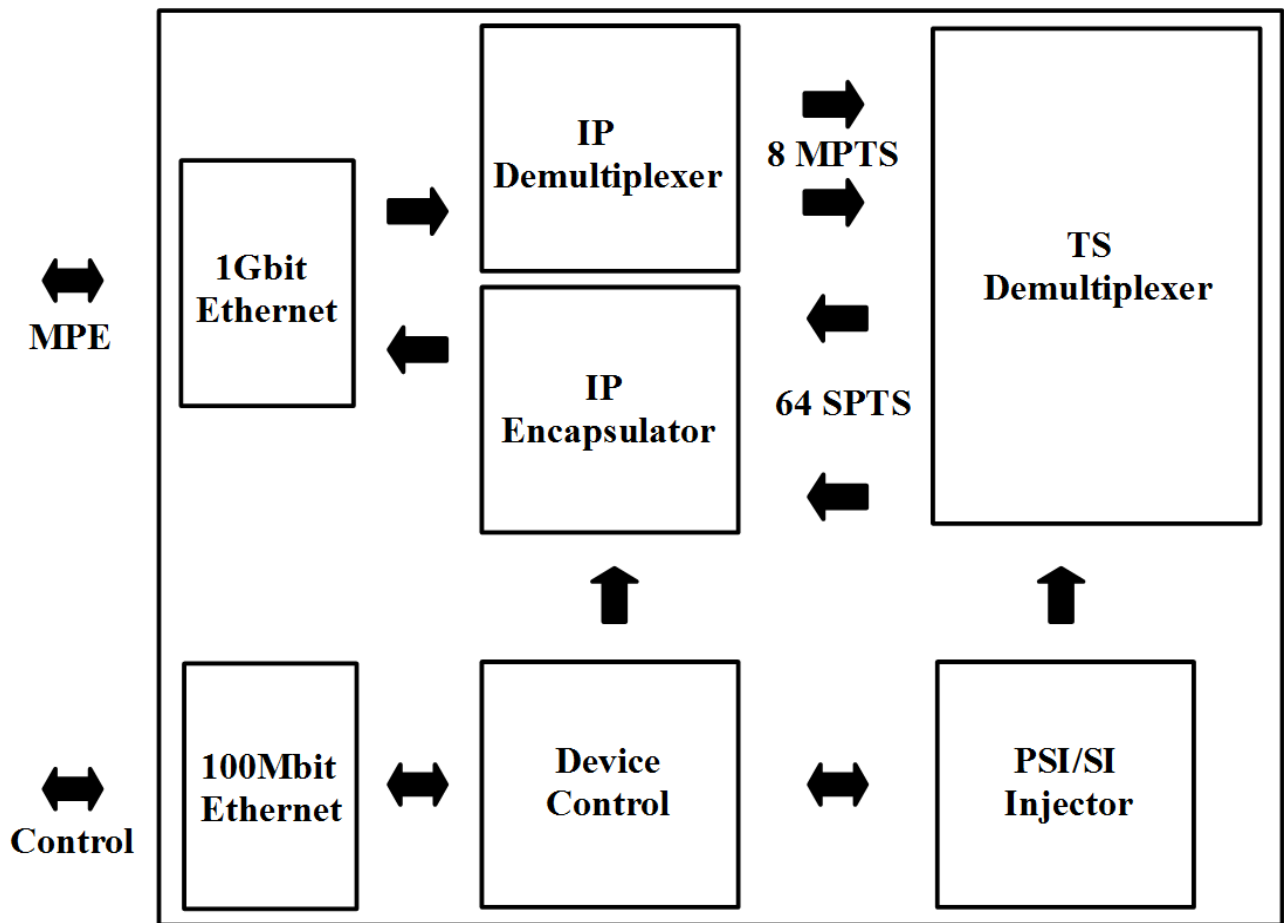 IP
Demultiplexer
8 MPTS
1Gbit
Ethernet
MPE
TS
Demultiplexer
IP
Encapsulator
64 SPTS
100Mbit
Ethernet
Control
Device
Control
PSI/SI
Injector